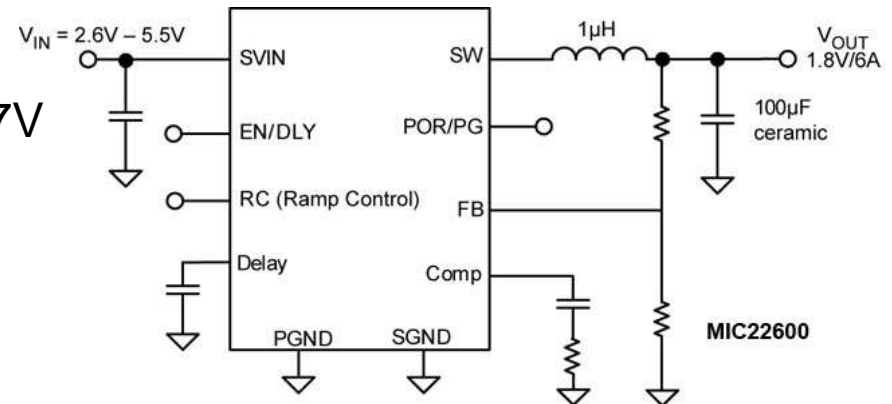 V_IN = 2.6V – 5.5V
7V
SVIN
EN/DLY
RC (Ramp Control)
Delay
PGND
SGND
SW
POR/PG
FB
Comp
1µH
V_OUT
1.8V/6A
100µF
ceramic
MIC22600